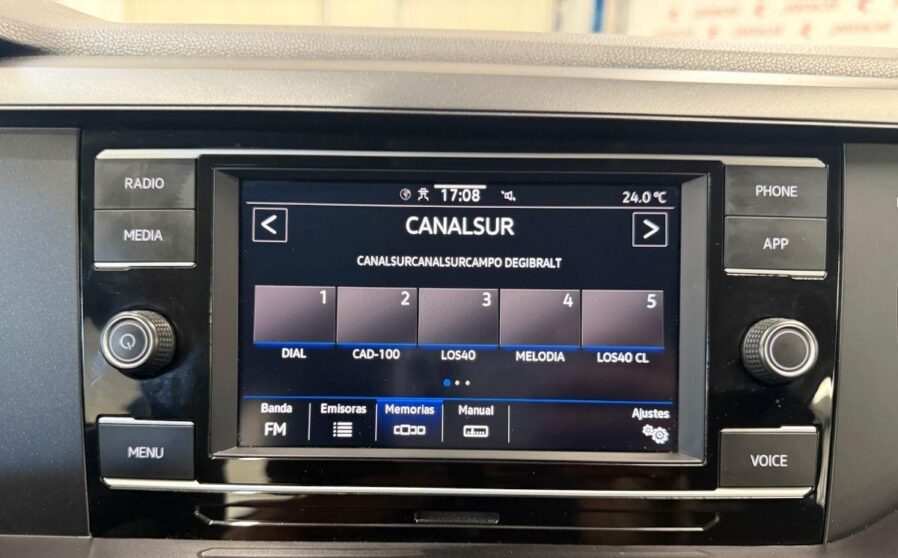 RADIO
MEDIA
MENU
17:08
24.0 °C
<
CANALSUR
>
CANALSURCANALSURCAMPO DEGIBRALT
1 2 3 4 5
DIAL CAD-100 LOS40 MELODIA LOS40 CL
Banda Emisoras Memorias Manual Ajustes
FM
PHONE
APP
VOICE